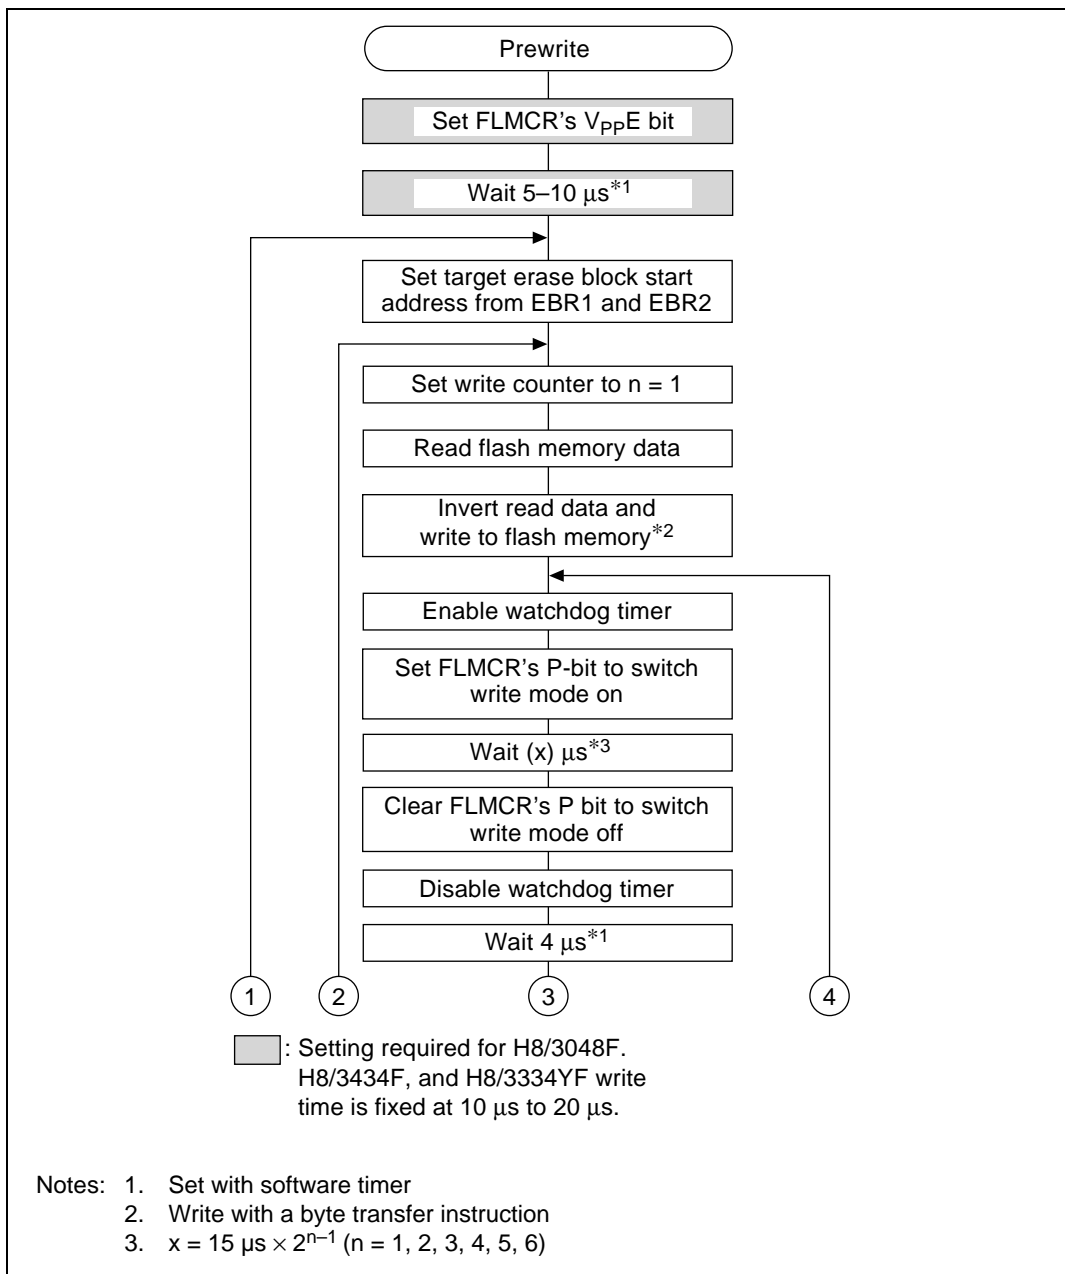 Prewrite
Set FLMCR's VPPE bit
Wait 5–10 μs*1
Set target erase block start
address from EBR1 and EBR2
Set write counter to n = 1
Read flash memory data
Invert read data and
write to flash memory*2
Enable watchdog timer
Set FLMCR's P-bit to switch
write mode on
Wait (x) μs*3
Clear FLMCR's P bit to switch
write mode off
Disable watchdog timer
Wait 4 μs*1
1 2 3 4
: Setting required for H8/3048F.
H8/3434F, and H8/3334YF write
time is fixed at 10 μs to 20 μs.
Notes: 1. Set with software timer
2. Write with a byte transfer instruction
3. x = 15 μs × 2^n–1 (n = 1, 2, 3, 4, 5, 6)